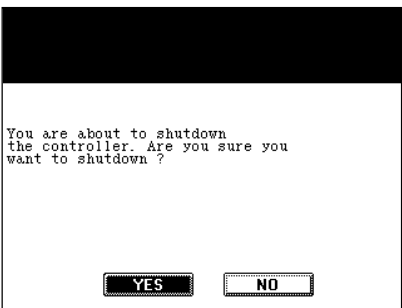 You are about to shutdown
the controller. Are you sure you
want to shutdown ?
YES
NO